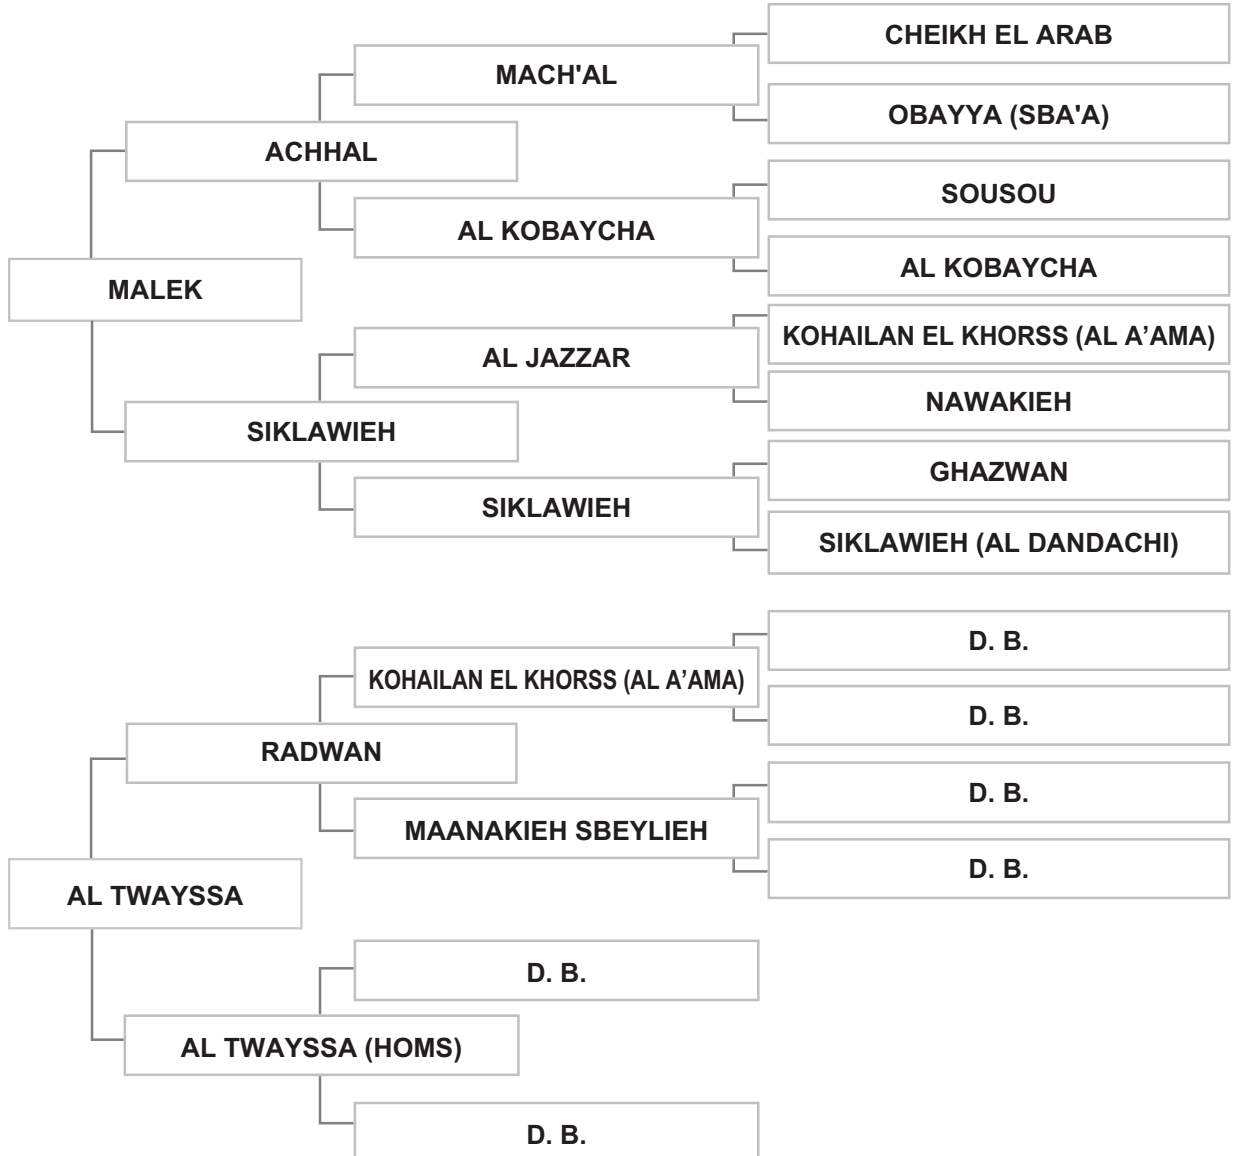 CHEIKH EL ARAB
MACH'AL
OBAYYA (SBA'A)
ACHHAL
SOUSOU
AL KOBAYCHA
AL KOBAYCHA
MALEK
KOHAILAN EL KHORSS (AL A’AMA)
AL JAZZAR
NAWAKIEH
SIKLAWIEH
GHAZWAN
SIKLAWIEH
SIKLAWIEH (AL DANDACHI)
D. B.
KOHAILAN EL KHORSS (AL A’AMA)
D. B.
RADWAN
D. B.
MAANAKIEH SBEYLIEH
D. B.
AL TWAYSSA
D. B.
AL TWAYSSA (HOMS)
D. B.